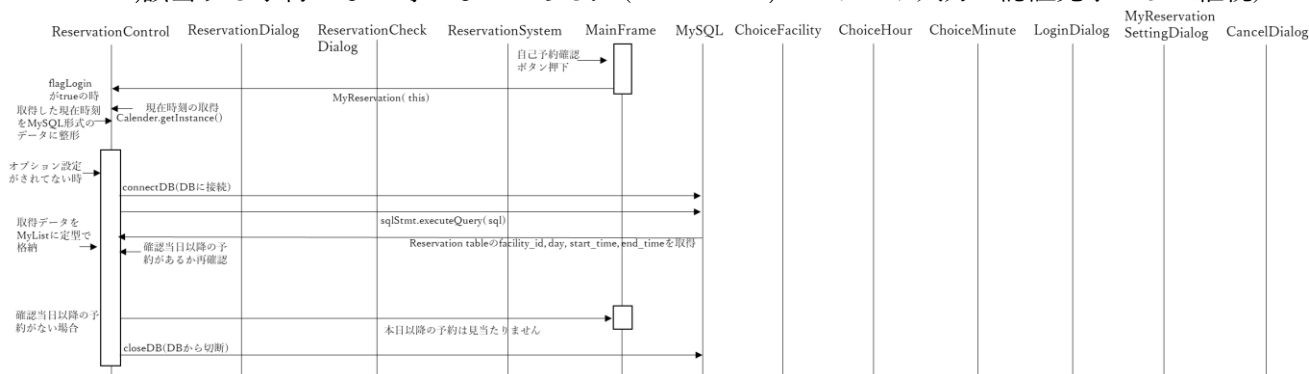 ReservationControl ReservationDialog ReservationCheck ReservationSystem MainFrame MySQL ChoiceFacility ChoiceHour ChoiceMinute LoginDialog MyReservation CancelDialog
Dialog
SettingDialog
自己予約確認
ボタン押下
flagLogin
がtrueの時
MyReservation( this)
取得した現在時刻
をMySQL形式の
データに整形
現在時刻の取得
Calender.getInstance()
オプション設定
がされてない時
connectDB(DBに接続)
sqlStmt.executeQuery( sql)
取得データを
MyListに定型で
格納
Reservation tableのfacility_id, day, start_time, end_timeを取得
確認当日以降の予
約があるか再確認
確認当日以降の予
約がない場合
本日以降の予約は見当たりません
closeDB(DBから切断)